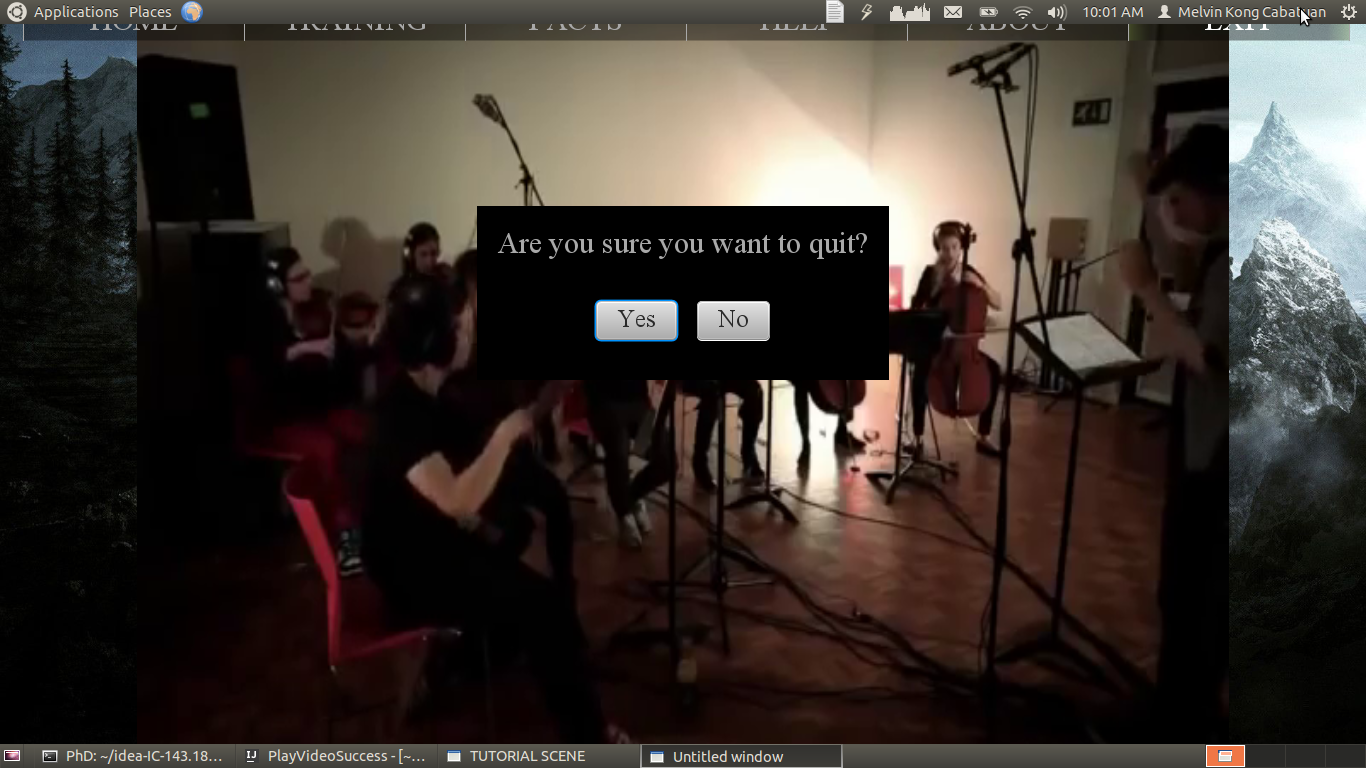 Applications Places 10:01 AM Melvin Kong Cabatuan
HOME TRAINING FACTS HELP ABOUT EXIT
Are you sure you want to quit?
Yes No
PhD: ~/idea-IC-143.18... PlayVideoSuccess - [~... TUTORIAL SCENE Untitled window